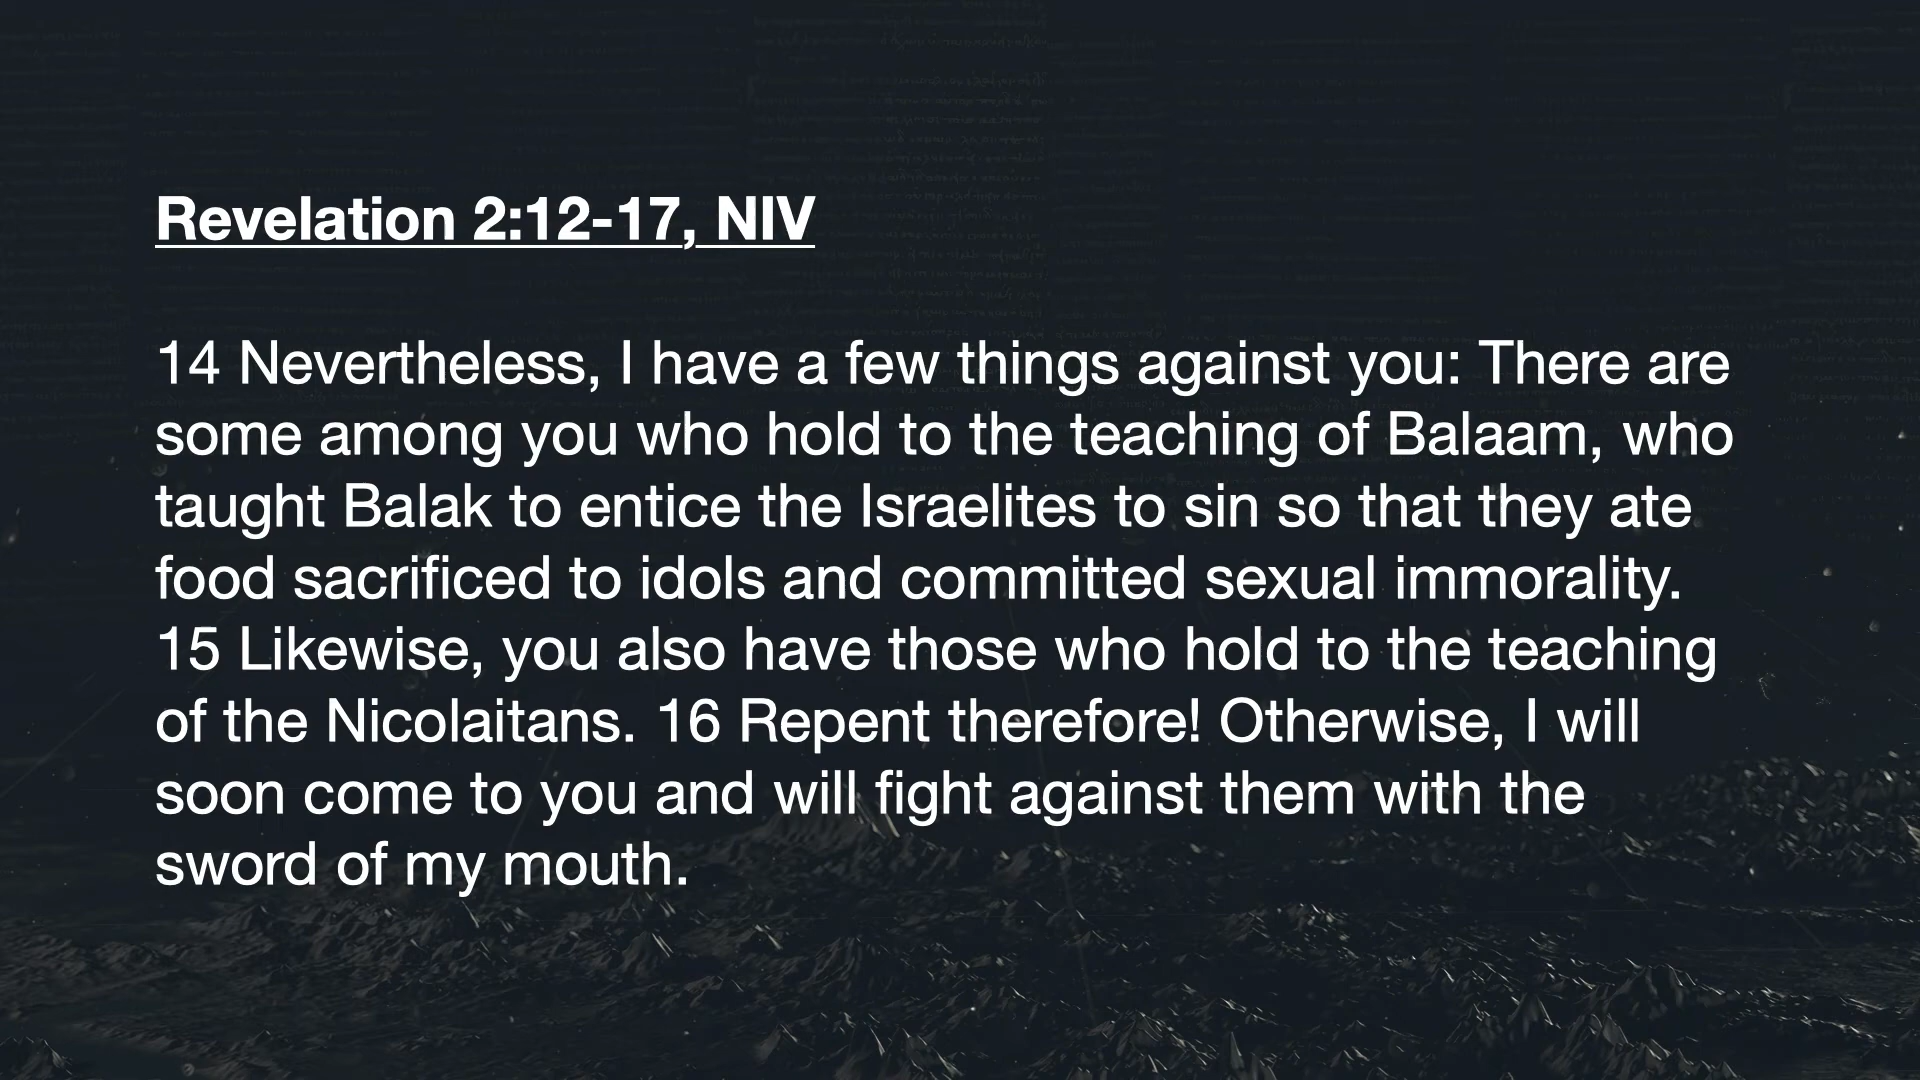 Revelation 2:12-17, NIV
14 Nevertheless, I have a few things against you: There are
some among you who hold to the teaching of Balaam, who
taught Balak to entice the Israelites to sin so that they ate
food sacrificed to idols and committed sexual immorality.
15 Likewise, you also have those who hold to the teaching
of the Nicolaitans. 16 Repent therefore! Otherwise, I will
soon come to you and will fight against them with the
sword of my mouth.